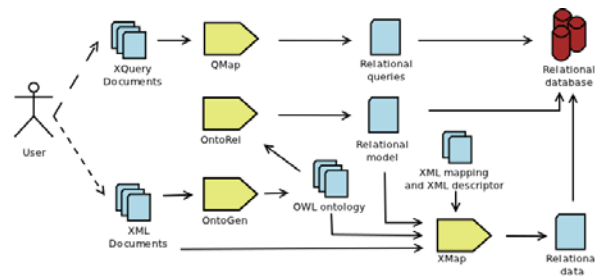 XQuery
Documents
QMap
Relational
queries
Relational
database
User
OntoRel
Relational
model
XML mapping
and XML descriptor
XML
Documents
OntoGen
OWL ontology
XMap
Relational
data